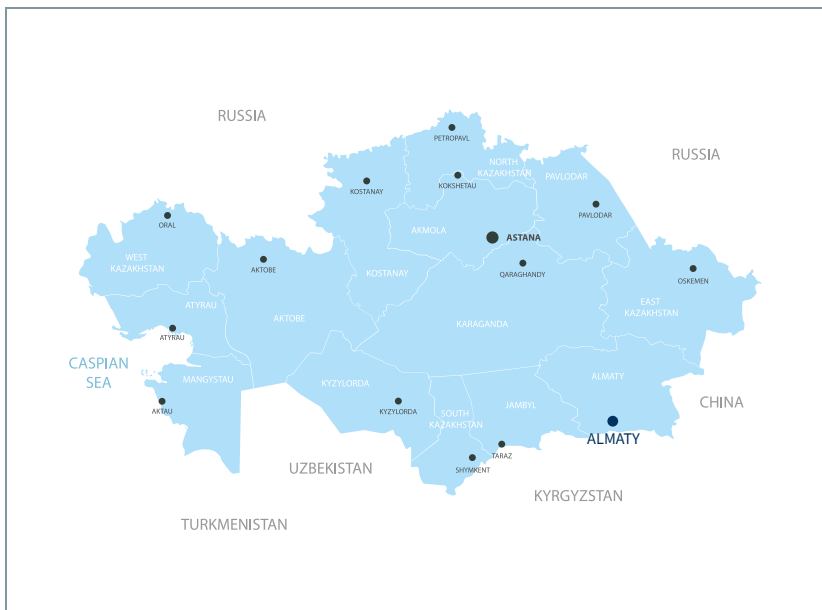 RUSSIA
PETROPAVL
NORTH
KAZAKHSTAN
RUSSIA
KOSTANAY
KOKSHETAU
PAVLODAR
PAVLODAR
ORAL
AKMOLA
ASTANA
WEST
KAZAKHSTAN
AKTOBE
KOSTANAY
QARAGHANDY
OSKEMEN
ATYRAU
AKTOBE
KARAGANDA
EAST
KAZAKHSTAN
ATYRAU
CASPIAN
SEA
MANGYSTAU
KYZYLORDA
ALMATY
AKTAU
KYZYLORDA
SOUTH
KAZAKHSTAN
JAMBYL
CHINA
ALMATY
TARAZ
SHYMKENT
UZBEKISTAN
KYRGYZSTAN
TURKMENISTAN